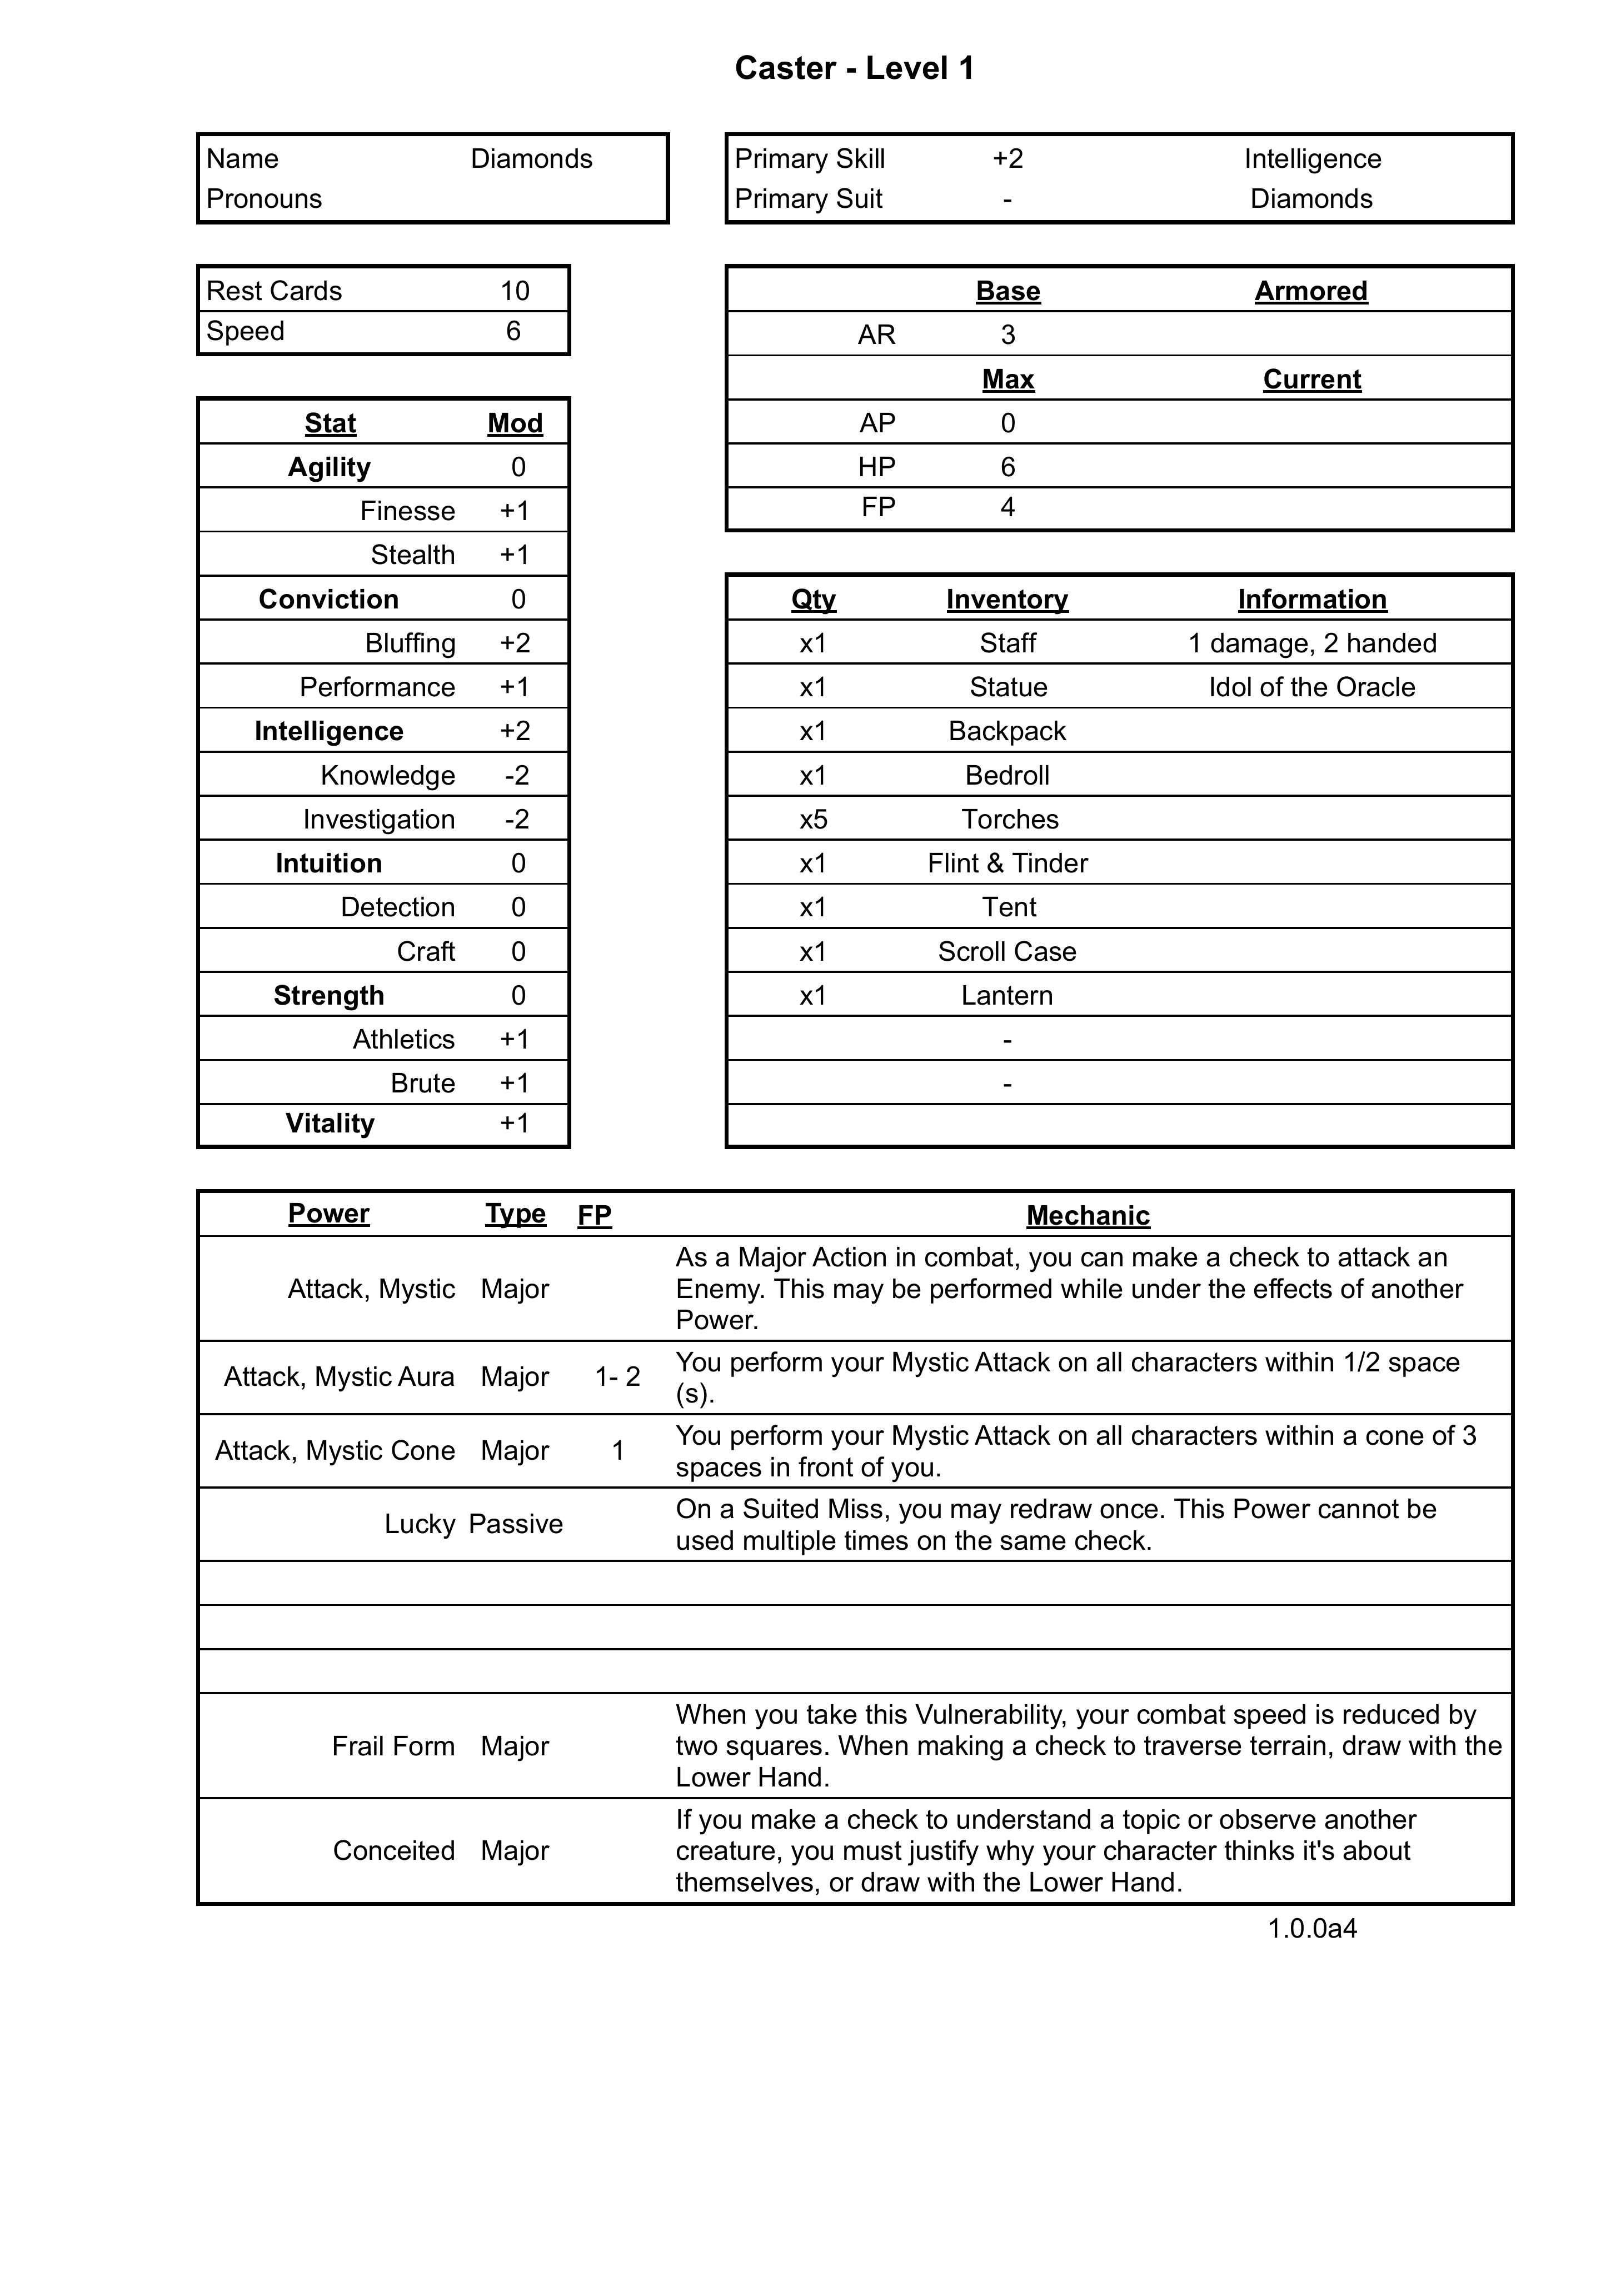 Caster - Level 1
Name Diamonds
Pronouns
Primary Skill +2 Intelligence
Primary Suit - Diamonds
Rest Cards 10
Speed 6
Base Armored
AR 3
Max Current
AP 0
HP 6
FP 4
Stat Mod
Agility 0
Finesse +1
Stealth +1
Conviction 0
Bluffing +2
Performance +1
Intelligence +2
Knowledge -2
Investigation -2
Intuition 0
Detection 0
Craft 0
Strength 0
Athletics +1
Brute +1
Vitality +1
Qty Inventory Information
x1 Staff 1 damage, 2 handed
x1 Statue Idol of the Oracle
x1 Backpack
x1 Bedroll
x5 Torches
x1 Flint & Tinder
x1 Tent
x1 Scroll Case
x1 Lantern
-
-
Power Type FP Mechanic
Attack, Mystic Major
As a Major Action in combat, you can make a check to attack an
Enemy. This may be performed while under the effects of another
Power.
Attack, Mystic Aura Major 1- 2
You perform your Mystic Attack on all characters within 1/2 space
(s).
Attack, Mystic Cone Major 1
You perform your Mystic Attack on all characters within a cone of 3
spaces in front of you.
Lucky Passive
On a Suited Miss, you may redraw once. This Power cannot be
used multiple times on the same check.
Frail Form Major
When you take this Vulnerability, your combat speed is reduced by
two squares. When making a check to traverse terrain, draw with the
Lower Hand.
Conceited Major
If you make a check to understand a topic or observe another
creature, you must justify why your character thinks it's about
themselves, or draw with the Lower Hand.
1.0.0a4